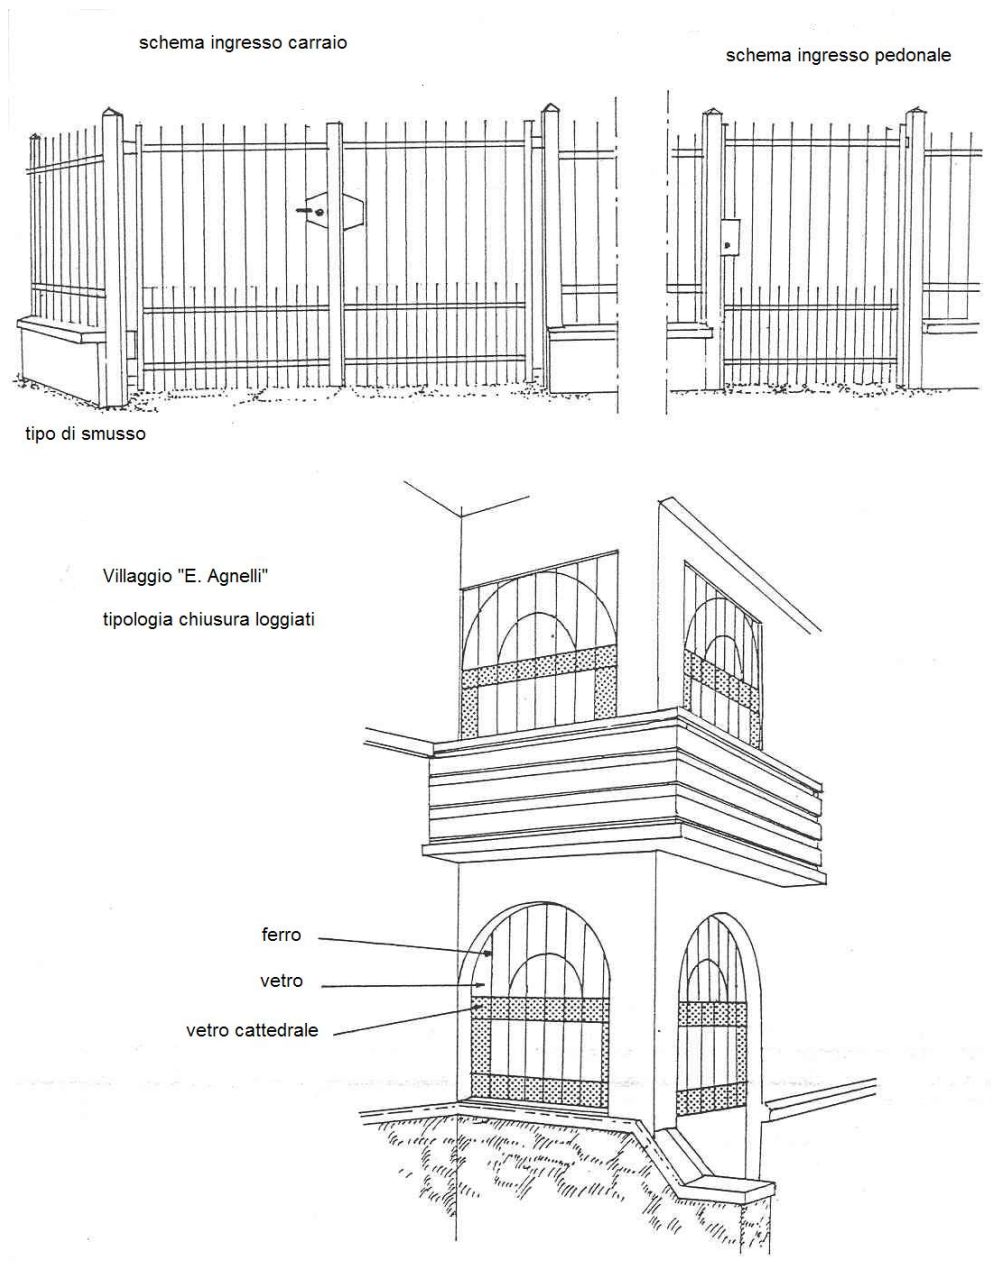 schema ingresso carraio
schema ingresso pedonale
tipo di smusso
Villaggio "E. Agnelli"
tipologia chiusura loggiati
ferro
vetro
vetro cattedrale